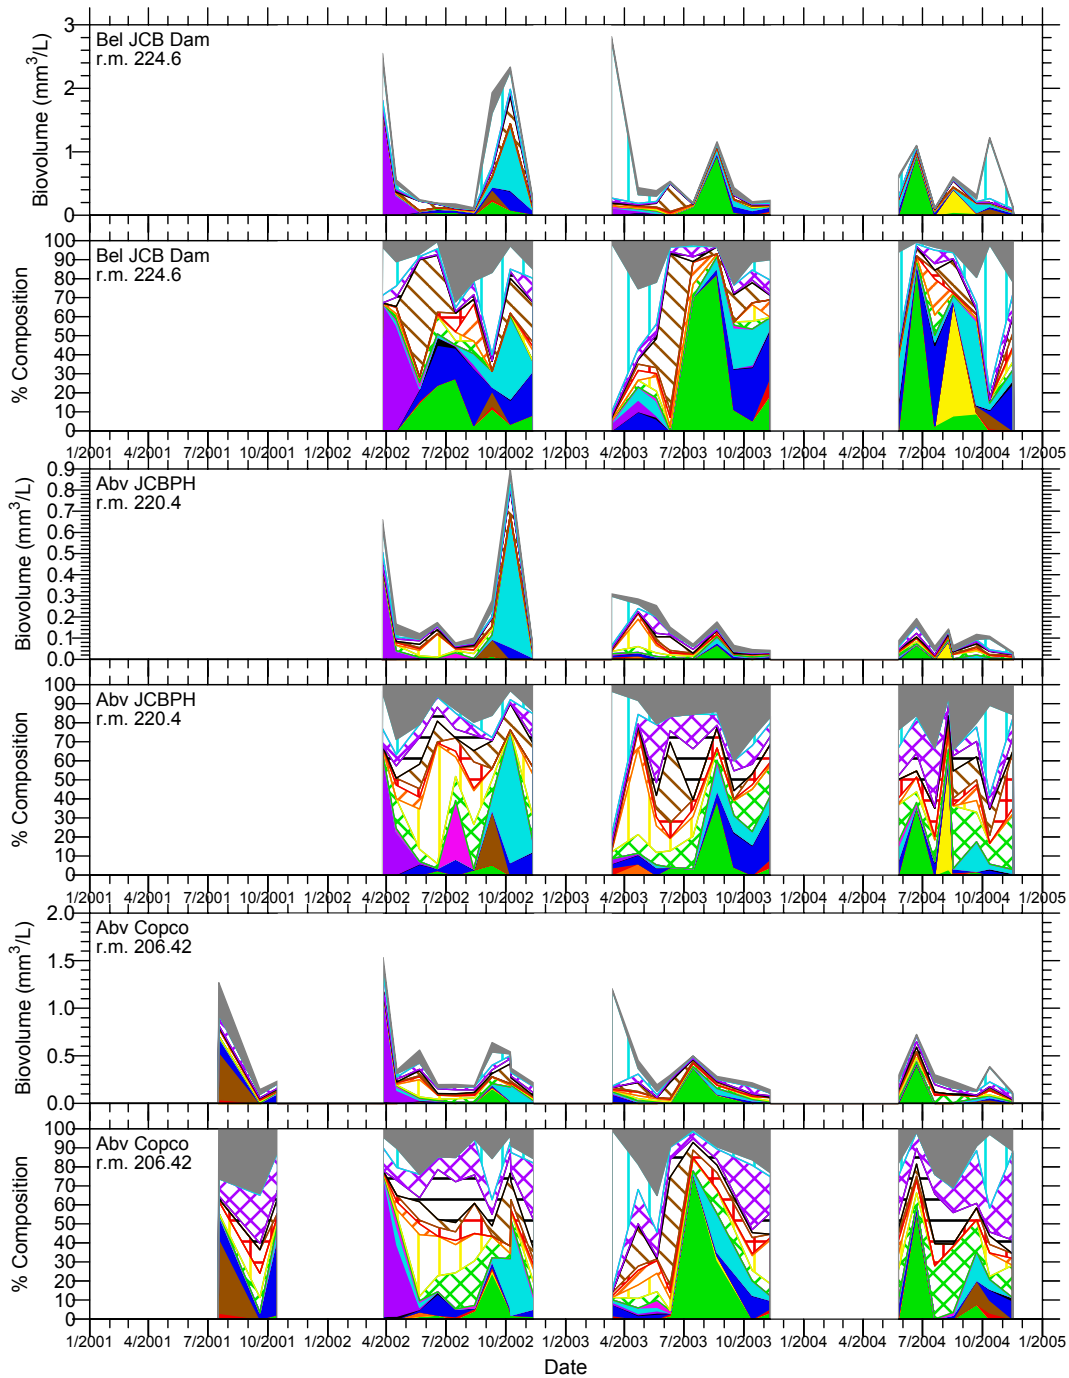 Biovolume (mm³/L)
3
2
1
0
Bel JCB Dam
r.m. 224.6
% Composition
100
90
80
70
60
50
40
30
20
10
0
Bel JCB Dam
r.m. 224.6
1/2001 4/2001 7/2001 10/2001 1/2002 4/2002 7/2002 10/2002 1/2003 4/2003 7/2003 10/2003 1/2004 4/2004 7/2004 10/2004 1/2005
Biovolume (mm³/L)
0.9
0.8
0.7
0.6
0.5
0.4
0.3
0.2
0.1
0.0
Abv JCBPH
r.m. 220.4
% Composition
100
90
80
70
60
50
40
30
20
10
0
Abv JCBPH
r.m. 220.4
1/2001 4/2001 7/2001 10/2001 1/2002 4/2002 7/2002 10/2002 1/2003 4/2003 7/2003 10/2003 1/2004 4/2004 7/2004 10/2004 1/2005
Biovolume (mm³/L)
2.0
1.5
1.0
0.5
0.0
Abv Copco
r.m. 206.42
% Composition
100
90
80
70
60
50
40
30
20
10
0
Abv Copco
r.m. 206.42
1/2001 4/2001 7/2001 10/2001 1/2002 4/2002 7/2002 10/2002 1/2003 4/2003 7/2003 10/2003 1/2004 4/2004 7/2004 10/2004 1/2005
Date